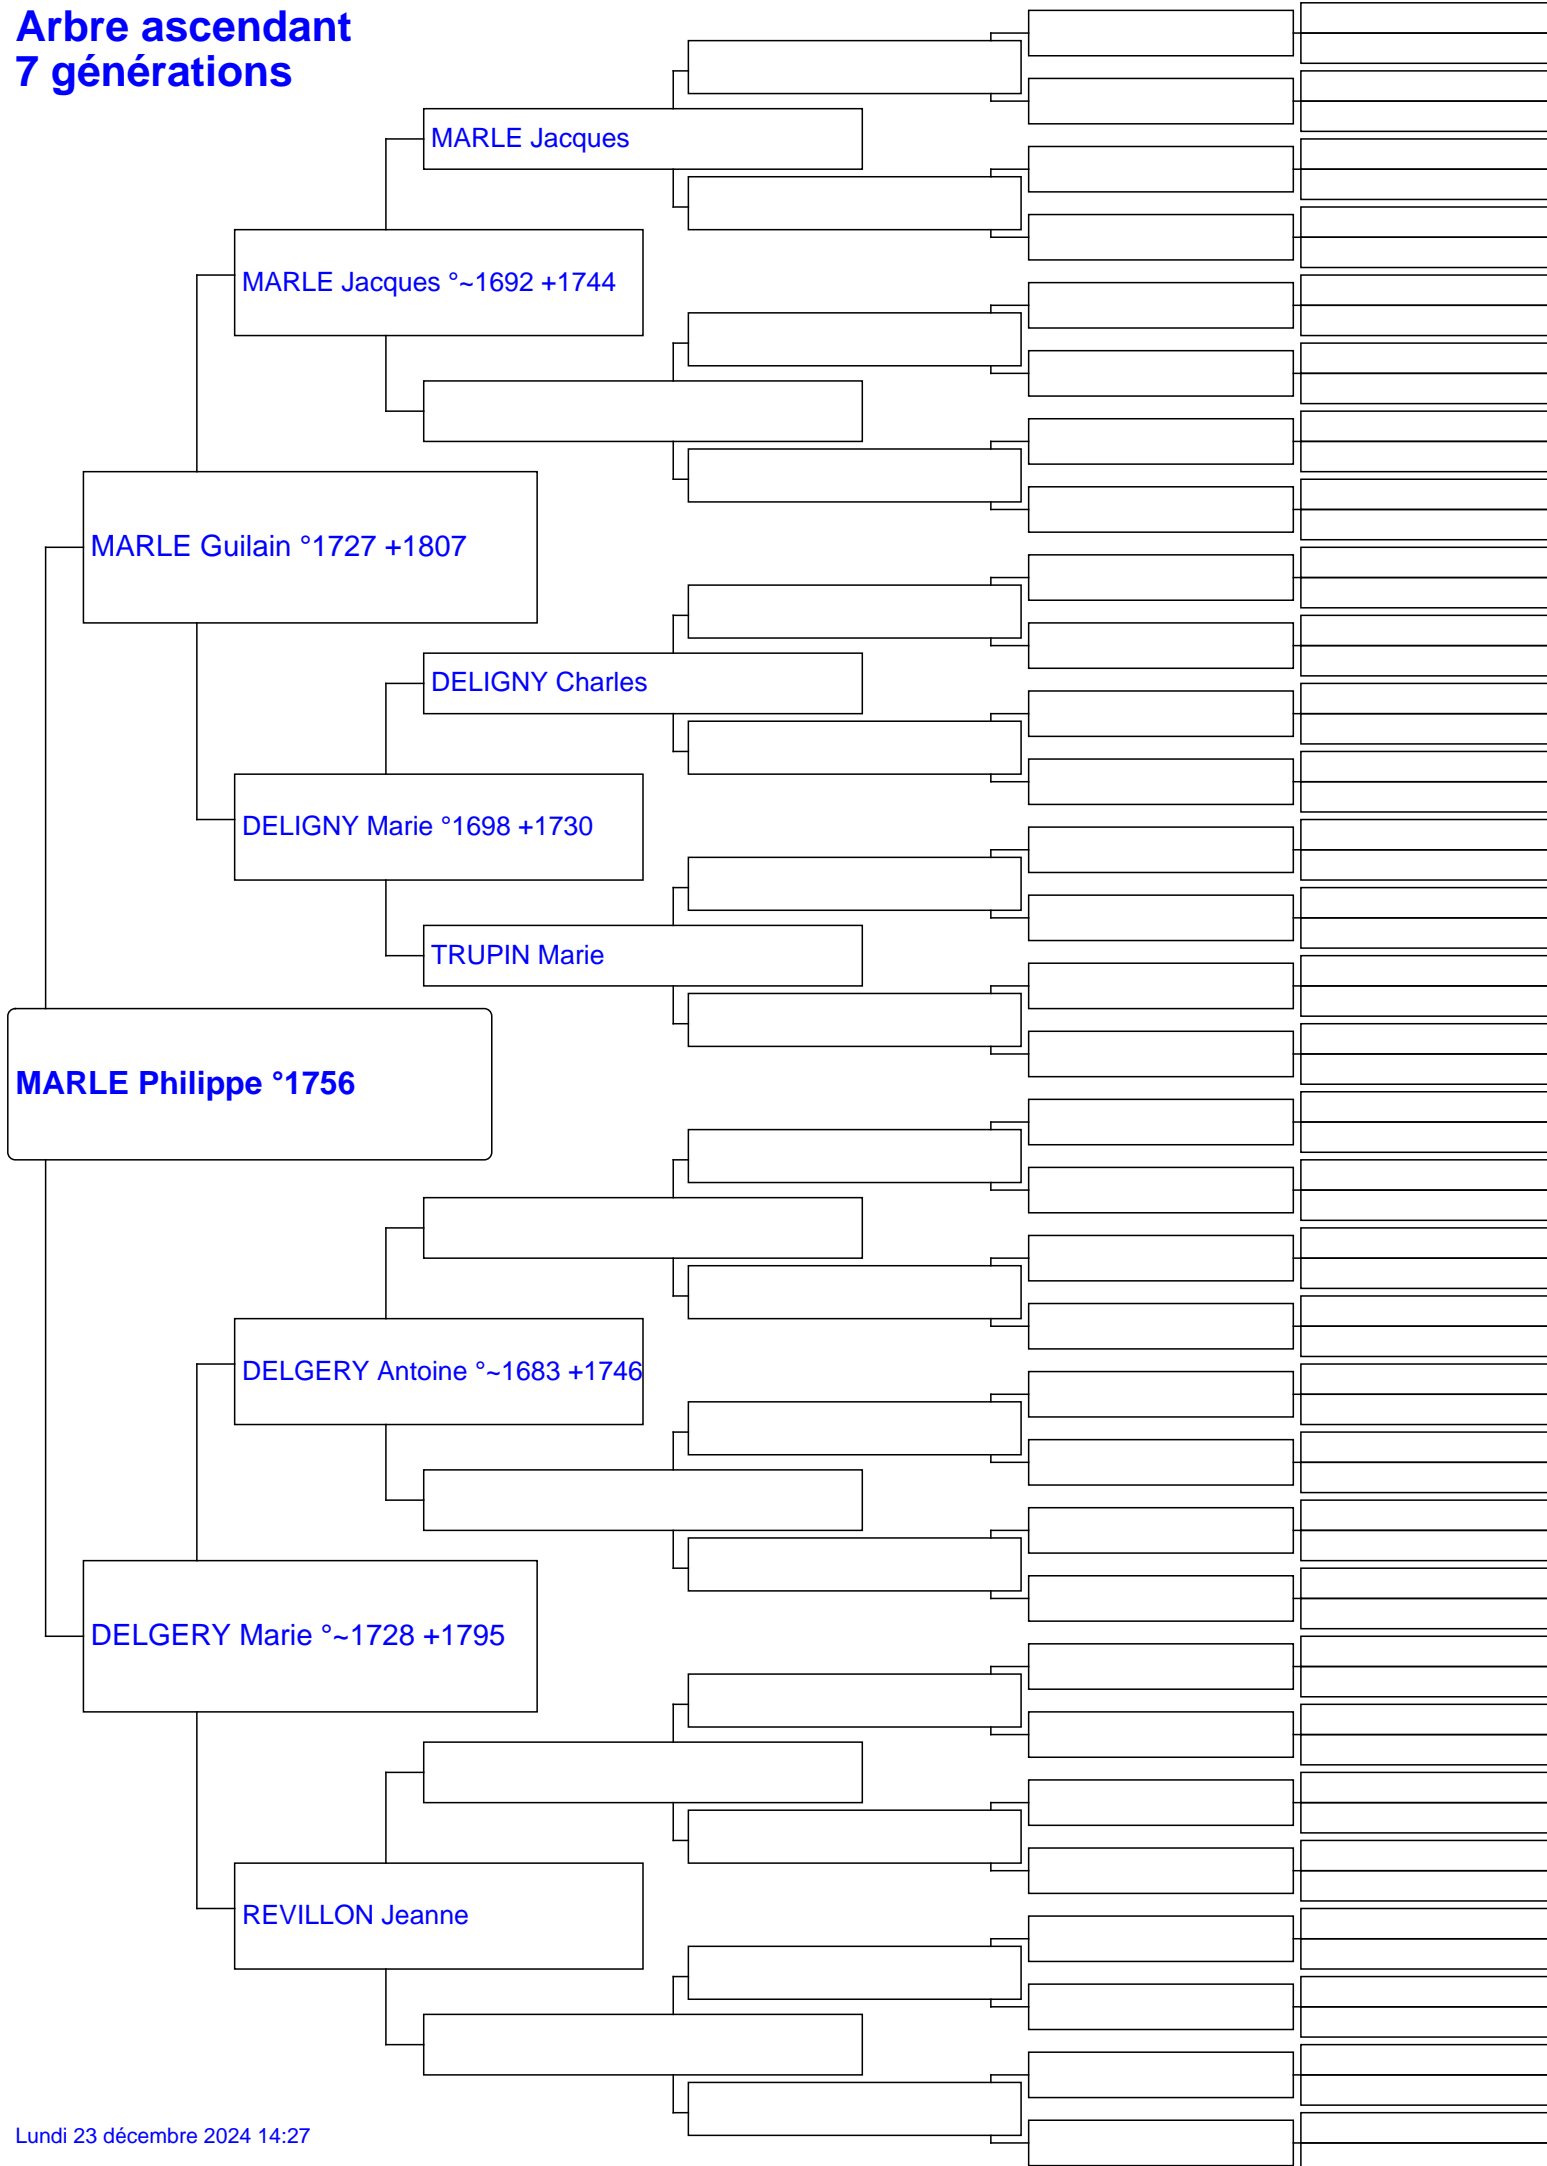 Arbre ascendant
7 générations
MARLE Jacques
MARLE Jacques °~1692 +1744
MARLE Guilain °1727 +1807
DELIGNY Charles
DELIGNY Marie °1698 +1730
TRUPIN Marie
MARLE Philippe °1756
DELGERY Antoine °~1683 +1746
DELGERY Marie °~1728 +1795
REVILLON Jeanne
Lundi 23 décembre 2024 14:27